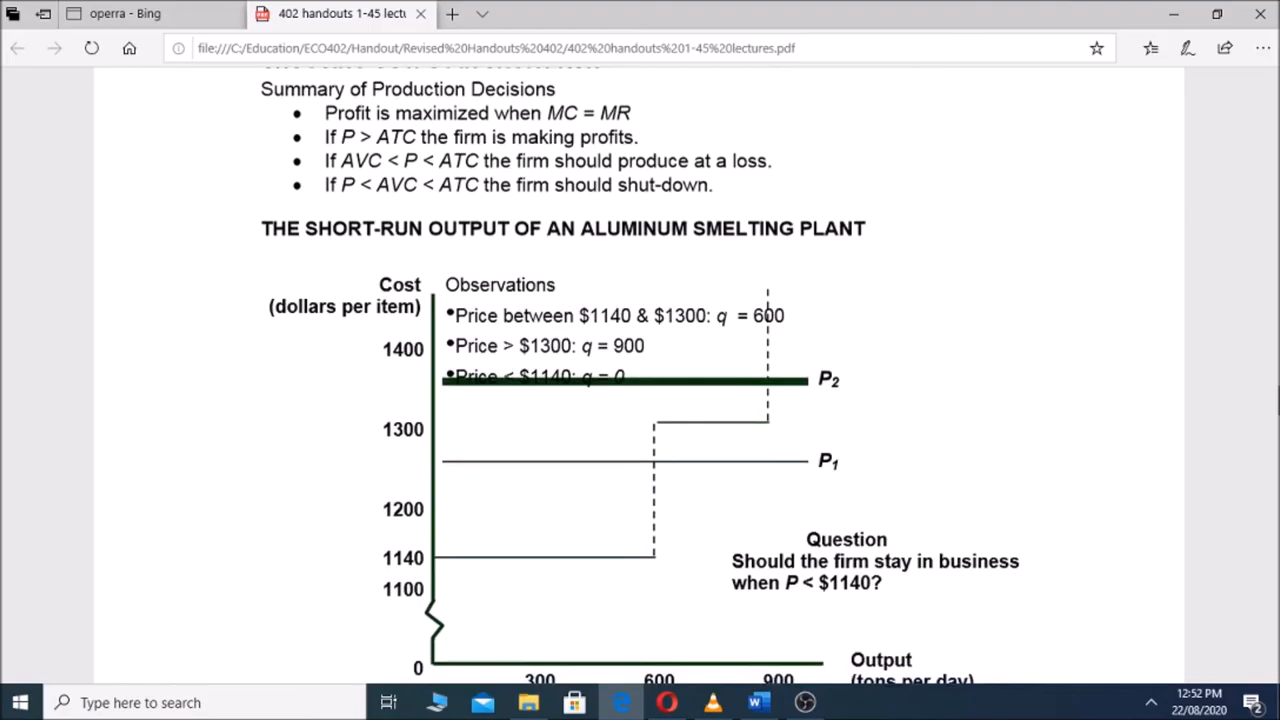 operra - Bing
402 handouts 1-45 lectu
file:///C:/Education/ECO402/Handout/Revised%20Handouts%20402/402%20handouts%201-45%20lectures.pdf
Summary of Production Decisions
• Profit is maximized when MC = MR
• If P > ATC the firm is making profits.
• If AVC < P < ATC the firm should produce at a loss.
• If P < AVC < ATC the firm should shut-down.
THE SHORT-RUN OUTPUT OF AN ALUMINUM SMELTING PLANT
Cost
(dollars per item)
Observations
•Price between $1140 & $1300: q = 600
•Price > $1300: q = 900
•Price < $1140: q = 0
1400
P2
1300
P1
1200
1140
1100
Question
Should the firm stay in business
when P < $1140?
0
300 600 900
Output
(tons per day)
Type here to search
12:52 PM
22/08/2020
2